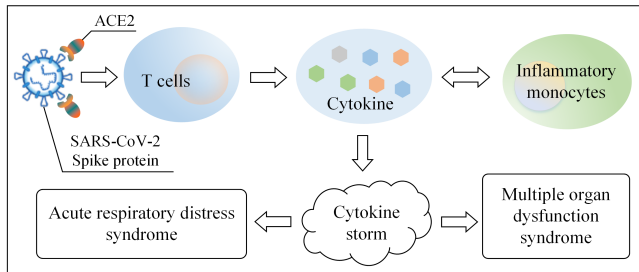 ACE2
T cells
Cytokine
Inflammatory
monocytes
SARS-CoV-2
Spike protein
Acute respiratory distress
syndrome
Cytokine
storm
Multiple organ
dysfunction
syndrome